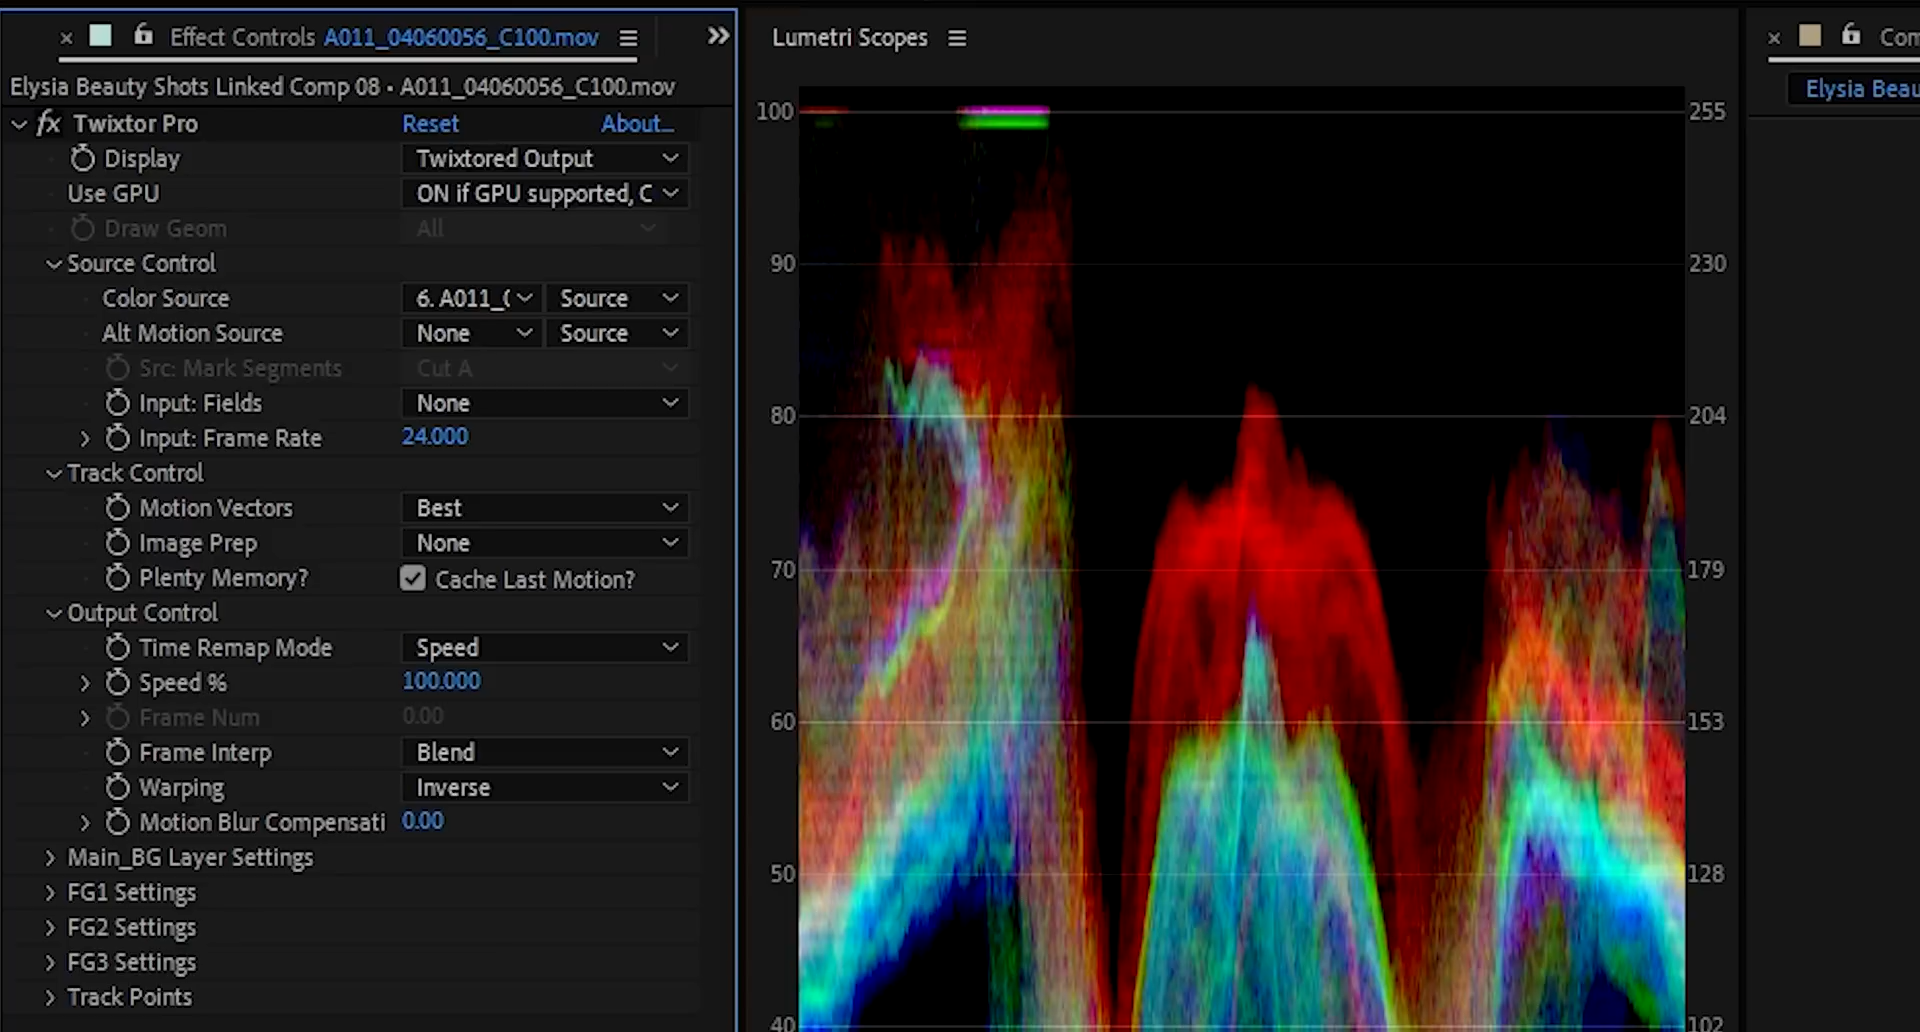 Effect Controls A011_04060056_C100.mov
Elysia Beauty Shots Linked Comp 08 • A011_04060056_C100.mov
fx Twixtor Pro Reset About...
Display Twixtored Output
Use GPU ON if GPU supported, C
Draw Geom All
Source Control
Color Source 6. A011_( Source
Alt Motion Source None Source
Src: Mark Segments Cut A
Input: Fields None
Input: Frame Rate 24.000
Track Control
Motion Vectors Best
Image Prep None
Plenty Memory? Cache Last Motion?
Output Control
Time Remap Mode Speed
Speed % 100.000
Frame Num 0.00
Frame Interp Blend
Warping Inverse
Motion Blur Compensati 0.00
Main_BG Layer Settings
FG1 Settings
FG2 Settings
FG3 Settings
Track Points
Lumetri Scopes
100 255
90 230
80 204
70 179
60 153
50 128
40 102
Com
Elysia Beau